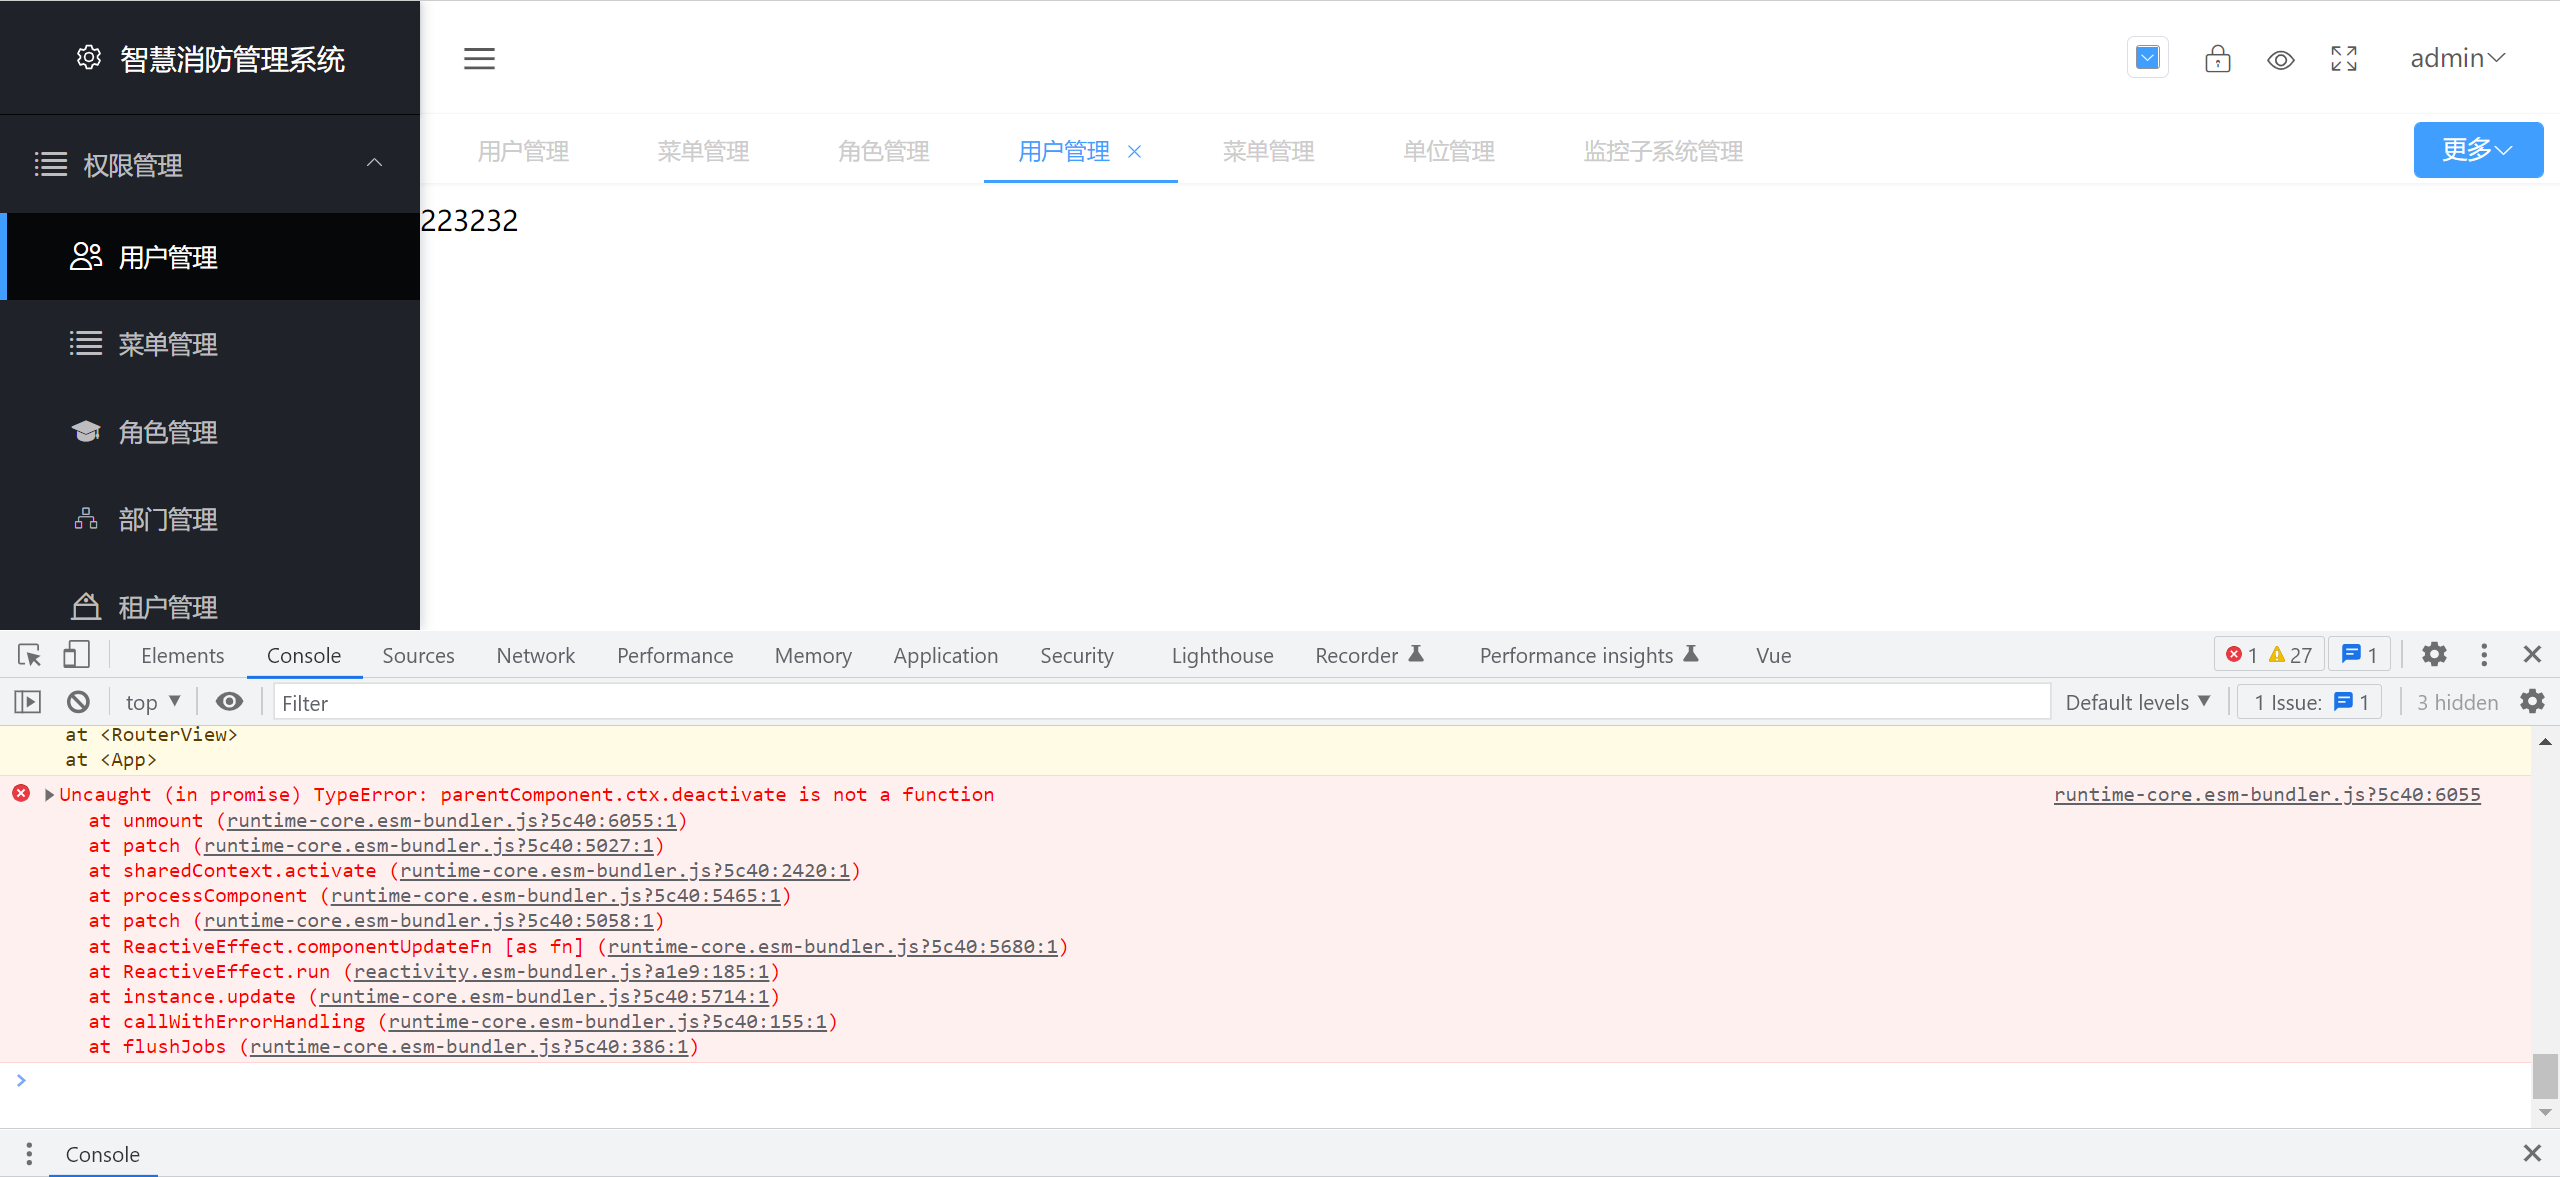 智慧消防管理系统
admin
权限管理
用户管理
菜单管理
角色管理
部门管理
租户管理
用户管理 菜单管理 角色管理 用户管理 菜单管理 单位管理 监控子系统管理 更多
223232
Elements Console Sources Network Performance Memory Application Security Lighthouse Recorder Performance insights Vue 1 27 1
top Filter Default levels 1 Issue: 1 3 hidden
at <RouterView>
at <App>
Uncaught (in promise) TypeError: parentComponent.ctx.deactivate is not a function runtime-core.esm-bundler.js?5c40:6055
at unmount (runtime-core.esm-bundler.js?5c40:6055:1)
at patch (runtime-core.esm-bundler.js?5c40:5027:1)
at sharedContext.activate (runtime-core.esm-bundler.js?5c40:2420:1)
at processComponent (runtime-core.esm-bundler.js?5c40:5465:1)
at patch (runtime-core.esm-bundler.js?5c40:5058:1)
at ReactiveEffect.componentUpdateFn [as fn] (runtime-core.esm-bundler.js?5c40:5680:1)
at ReactiveEffect.run (reactivity.esm-bundler.js?a1e9:185:1)
at instance.update (runtime-core.esm-bundler.js?5c40:5714:1)
at callWithErrorHandling (runtime-core.esm-bundler.js?5c40:155:1)
at flushJobs (runtime-core.esm-bundler.js?5c40:386:1)
Console